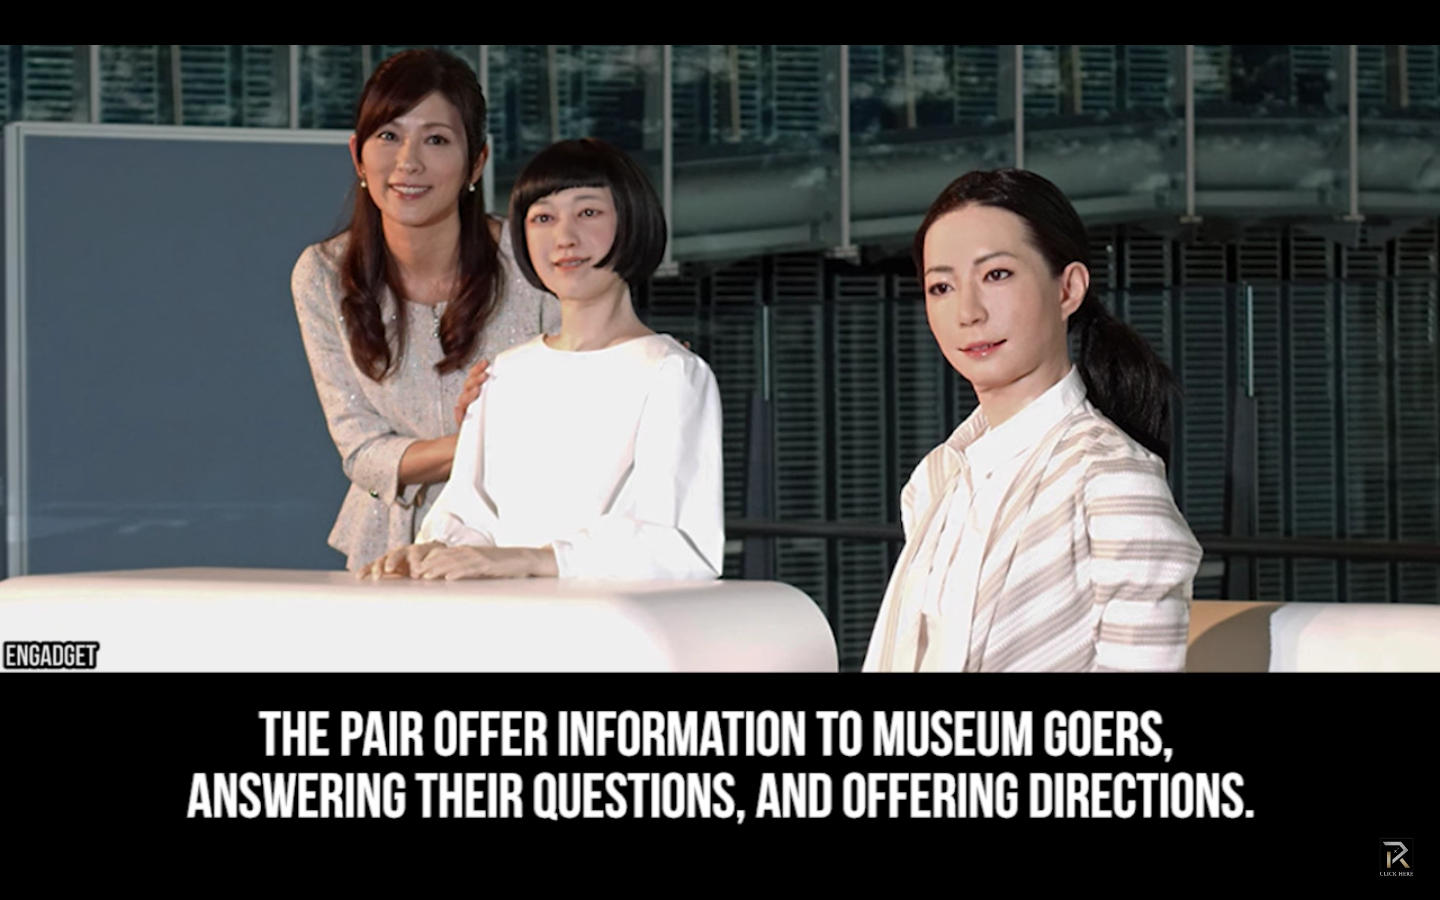 ENGADGET
THE PAIR OFFER INFORMATION TO MUSEUM GOERS,
ANSWERING THEIR QUESTIONS, AND OFFERING DIRECTIONS.
CLICK HERE